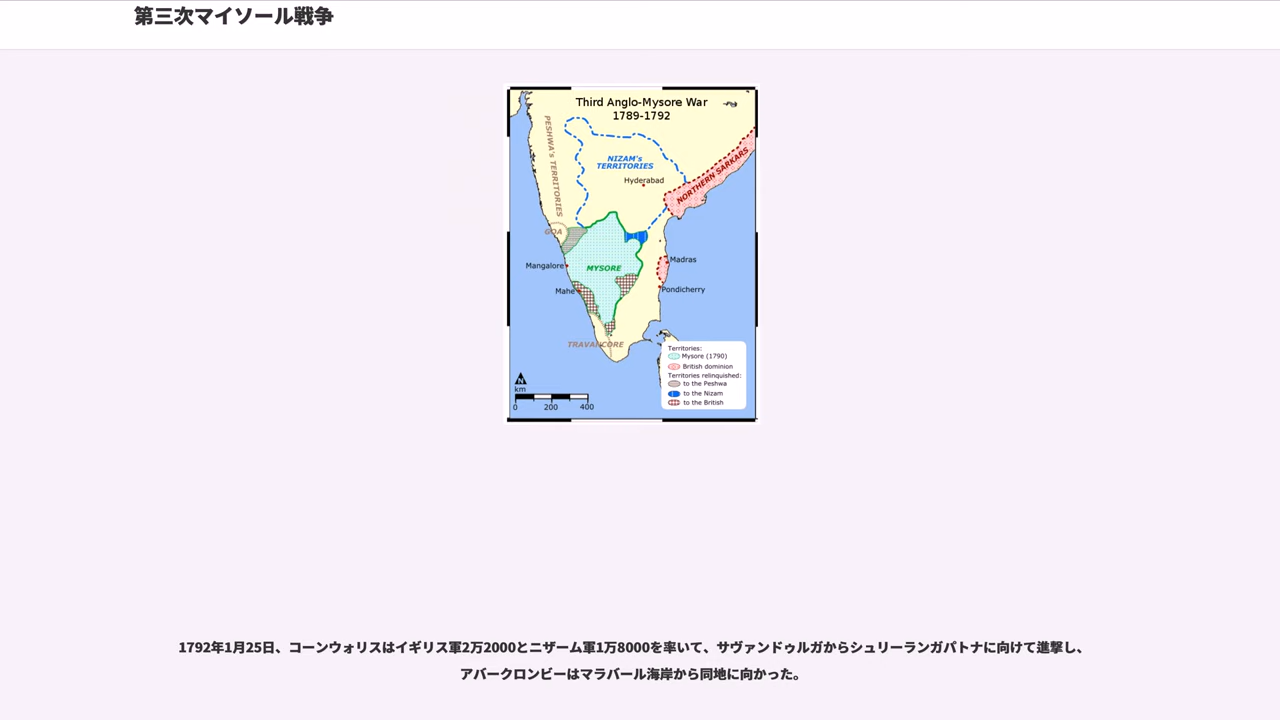 第三次マイソール戦争
Third Anglo-Mysore War
1789-1792
PESHWA's TERRITORIES
NIZAM's
TERRITORIES
Hyderabad
NORTHERN SARKARS
GOA
Mangalore
MYSORE
Madras
Mahe
Pondicherry
TRAVANCORE
Territories:
Mysore (1790)
British dominion
Territories relinquished:
to the Peshwa
to the Nizam
to the British
N
km
0 200 400
1792年1月25日、コーンウォリスはイギリス軍2万2000とニザーム軍1万8000を率いて、サヴァンドゥルガからシュリーランガパトナに向けて進撃し、
アバークロンビーはマラバール海岸から同地に向かった。